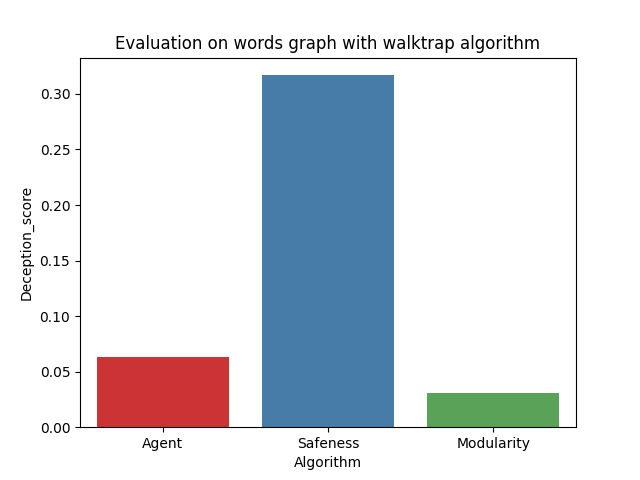 Evaluation on words graph with walktrap algorithm
Deception_score
0.30
0.25
0.20
0.15
0.10
0.05
0.00
Agent
Safeness
Modularity
Algorithm